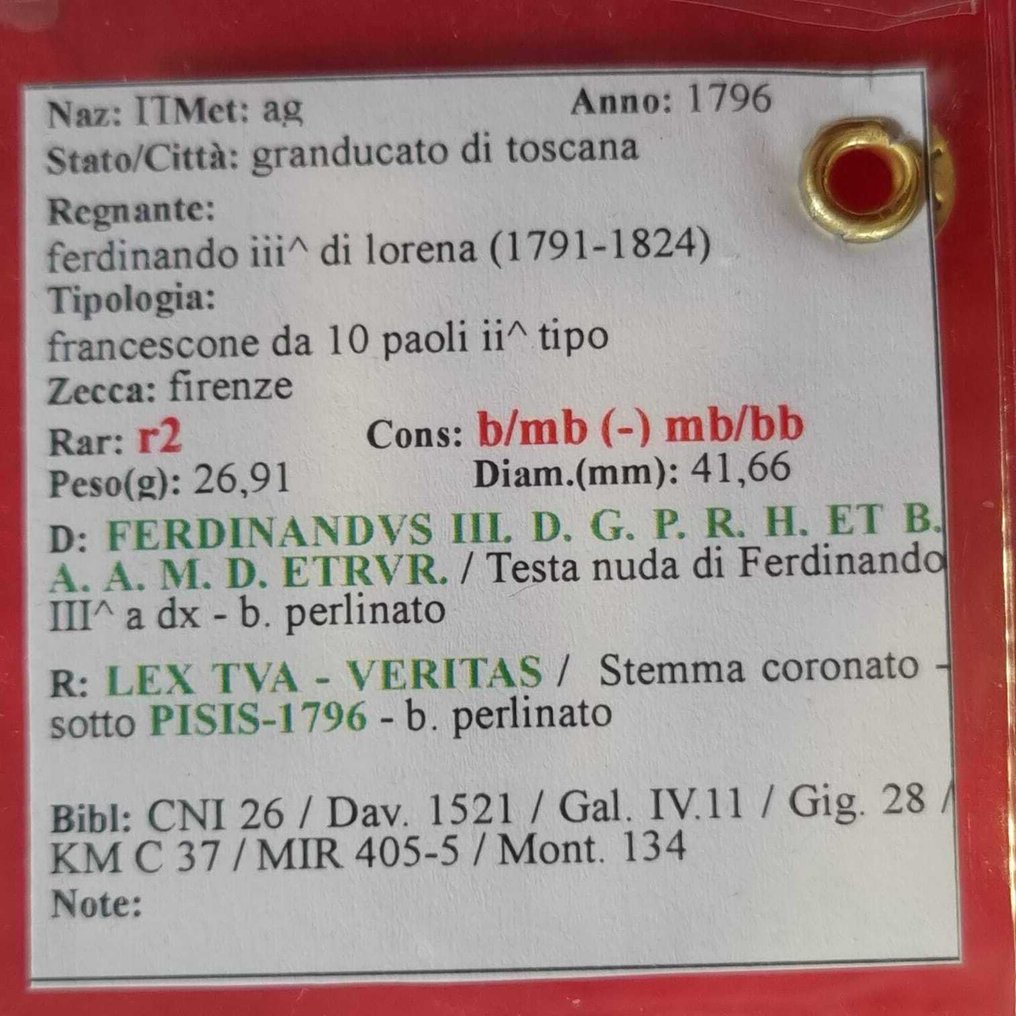 Naz: ITMet: ag Anno: 1796
Stato/Città: granducato di toscana
Regnante:
ferdinando iii^ di lorena (1791-1824)
Tipologia:
francescone da 10 paoli ii^ tipo
Zecca: firenze
Rar: r2 Cons: b/mb (-) mb/bb
Peso(g): 26,91 Diam.(mm): 41,66
D: FERDINANDVS III. D. G. P. R. H. ET B.
A. A. M. D. ETRVR. / Testa nuda di Ferdinando
III^ a dx - b. perlinato
R: LEX TVA - VERITAS / Stemma coronato -
sotto PISIS-1796 - b. perlinato
Bibl: CNI 26 / Dav. 1521 / Gal. IV.11 / Gig. 28 /
KM C 37 / MIR 405-5 / Mont. 134
Note: